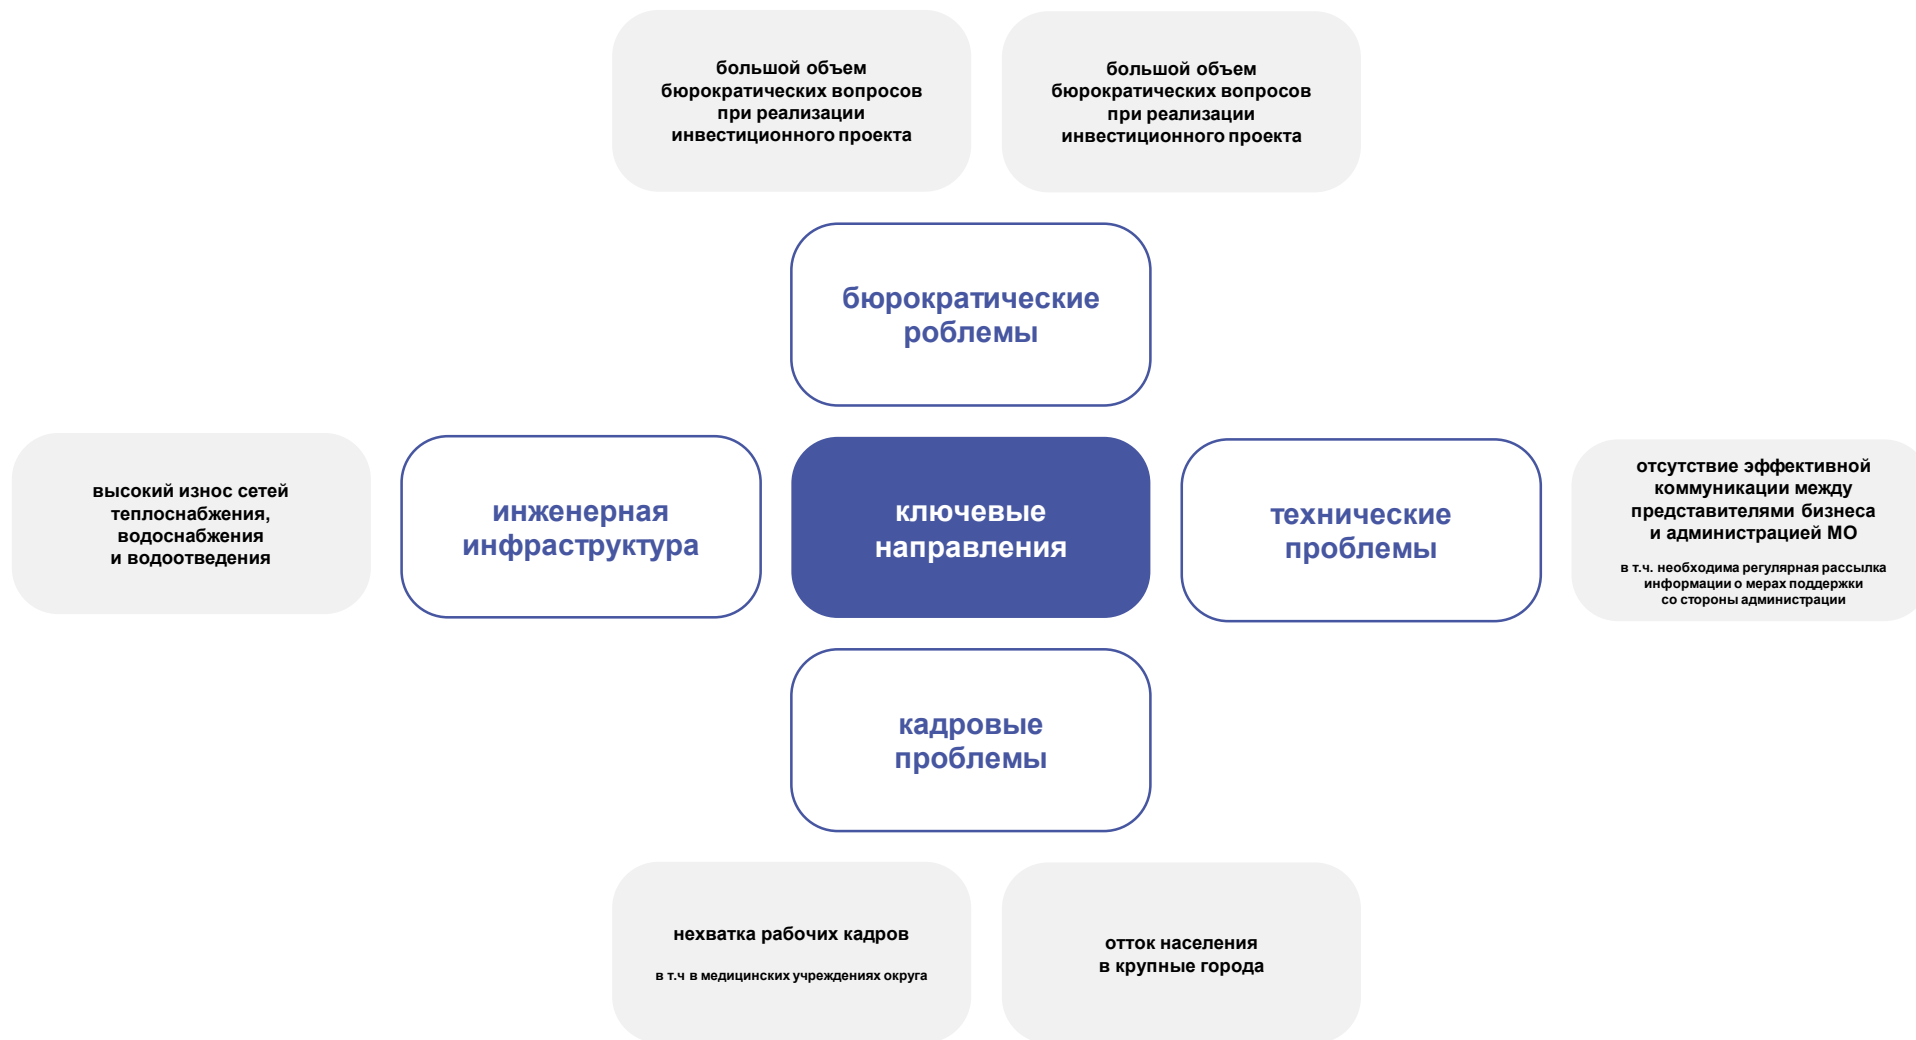 большой объем
бюрократических вопросов
при реализации
инвестиционного проекта
большой объем
бюрократических вопросов
при реализации
инвестиционного проекта
бюрократические
роблемы
высокий износ сетей
теплоснабжения,
водоснабжения
и водоотведения
инженерная
инфраструктура
ключевые
направления
технические
проблемы
отсутствие эффективной
коммуникации между
представителями бизнеса
и администрацией МО
в т.ч. необходима регулярная рассылка
информации о мерах поддержки
со стороны администрации
кадровые
проблемы
нехватка рабочих кадров
в т.ч в медицинских учреждениях округа
отток населения
в крупные города